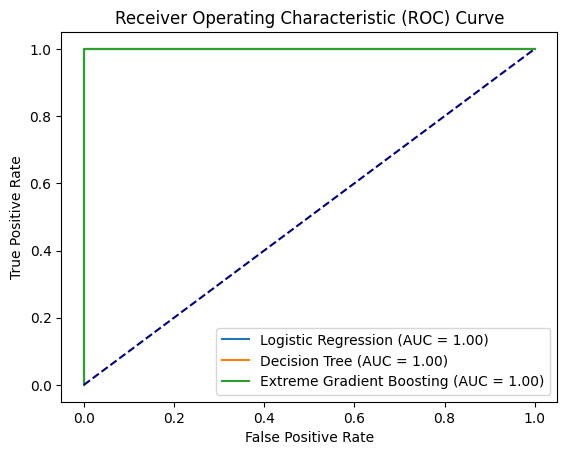 Receiver Operating Characteristic (ROC) Curve
True Positive Rate
1.0
0.8
0.6
0.4
0.2
0.0
Logistic Regression (AUC = 1.00)
Decision Tree (AUC = 1.00)
Extreme Gradient Boosting (AUC = 1.00)
0.0 0.2 0.4 0.6 0.8 1.0
False Positive Rate